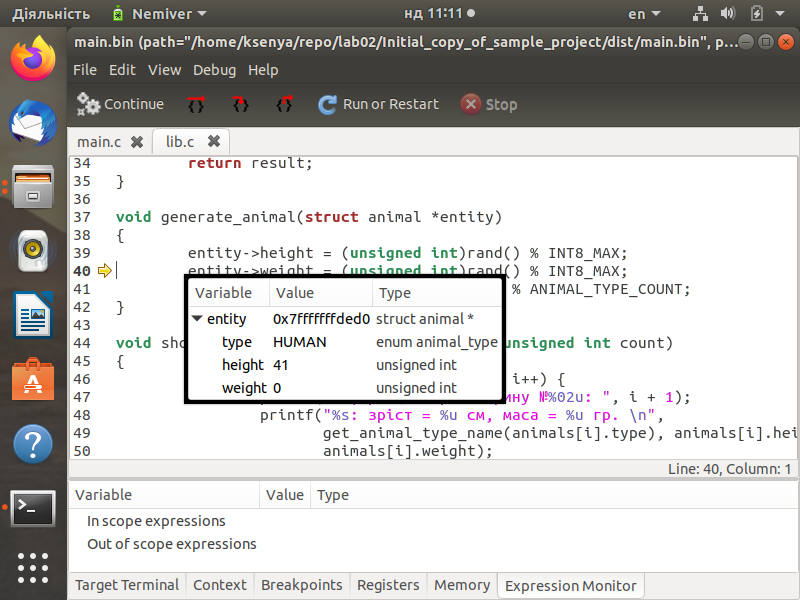 Діяльність Nemiver нд 11:11 en
main.bin (path="/home/ksenya/repo/lab02/Initial_copy_of_sample_project/dist/main.bin", p...
File Edit View Debug Help
Continue Run or Restart Stop
main.c lib.c
34 return result;
35 }
36
37 void generate_animal(struct animal *entity)
38 {
39 entity->height = (unsigned int)rand() % INT8_MAX;
40 entity->weight = (unsigned int)rand() % INT8_MAX;
41 % ANIMAL_TYPE_COUNT;
42 }
43
44 void sho unsigned int count)
45 {
46 i++) {
47 ину №%02u: ", i + 1);
48 printf("%s: зріст = %u см, маса = %u гр. \n",
49 get_animal_type_name(animals[i].type), animals[i].hei
50 animals[i].weight);
Variable Value Type
entity 0x7fffffffded0 struct animal *
type HUMAN enum animal_type
height 41 unsigned int
weight 0 unsigned int
Line: 40, Column: 1
Variable Value Type
In scope expressions
Out of scope expressions
Target Terminal Context Breakpoints Registers Memory Expression Monitor